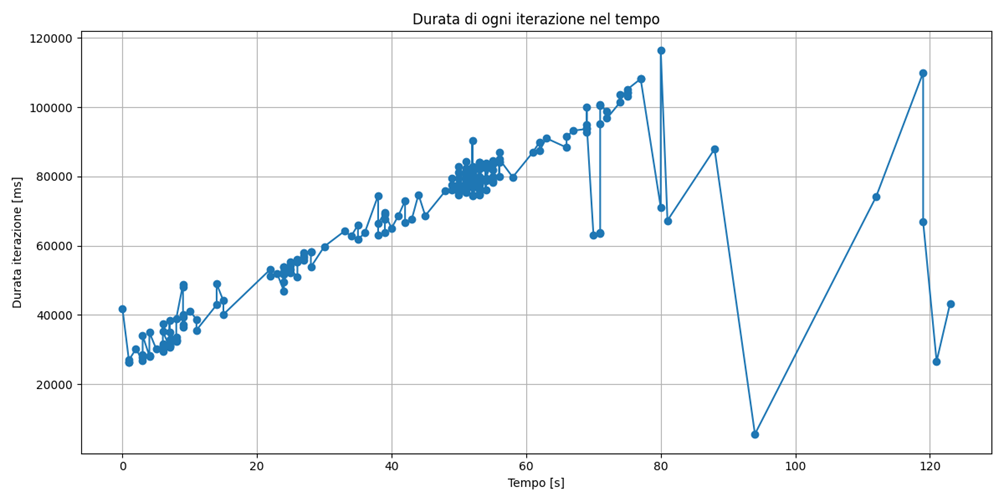 Durata di ogni iterazione nel tempo
120000
100000
80000
60000
40000
20000
Durata iterazione [ms]
0 20 40 60 80 100 120
Tempo [s]